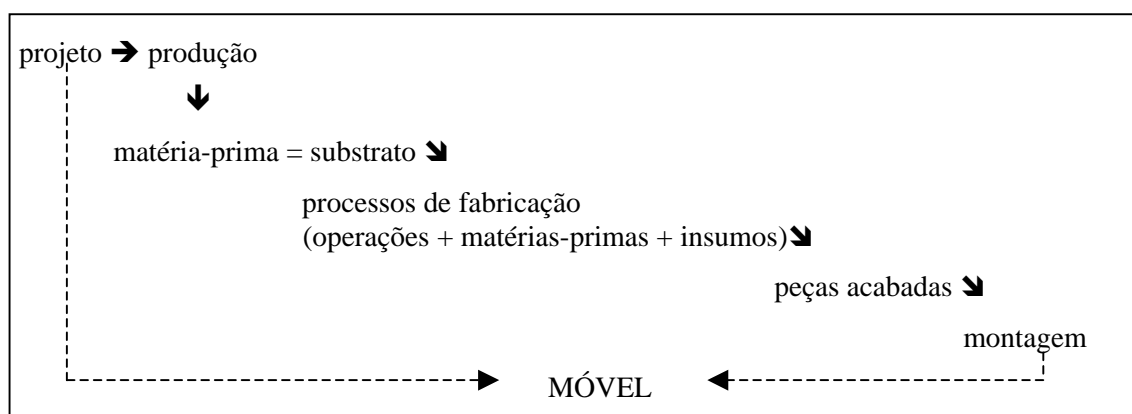 projeto ➔ produção
🡻
matéria-prima = substrato 🡾
processos de fabricação
(operações + matérias-primas + insumos)🡾
peças acabadas 🡾
montagem
MÓVEL